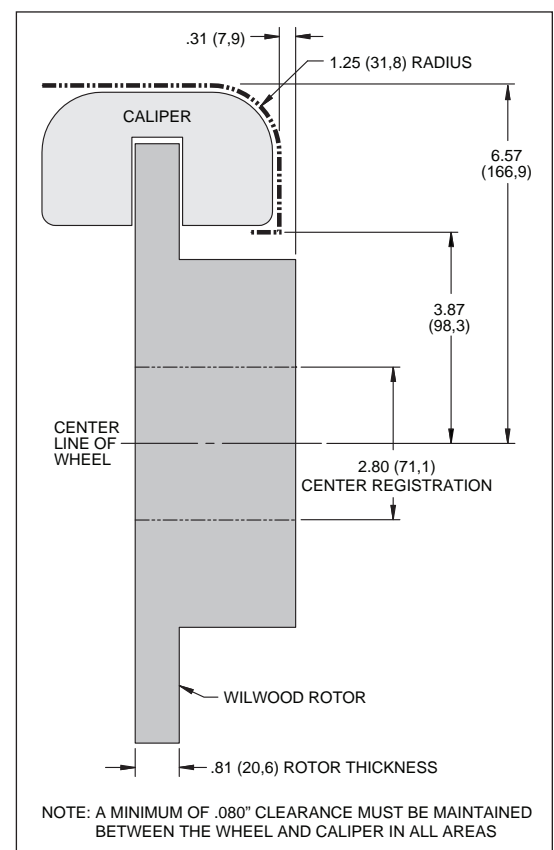 .31 (7,9)
1.25 (31,8) RADIUS
CALIPER
6.57
(166,9)
3.87
(98,3)
CENTER
LINE OF
WHEEL
2.80 (71,1)
CENTER REGISTRATION
WILWOOD ROTOR
.81 (20,6) ROTOR THICKNESS
NOTE: A MINIMUM OF .080" CLEARANCE MUST BE MAINTAINED
BETWEEN THE WHEEL AND CALIPER IN ALL AREAS